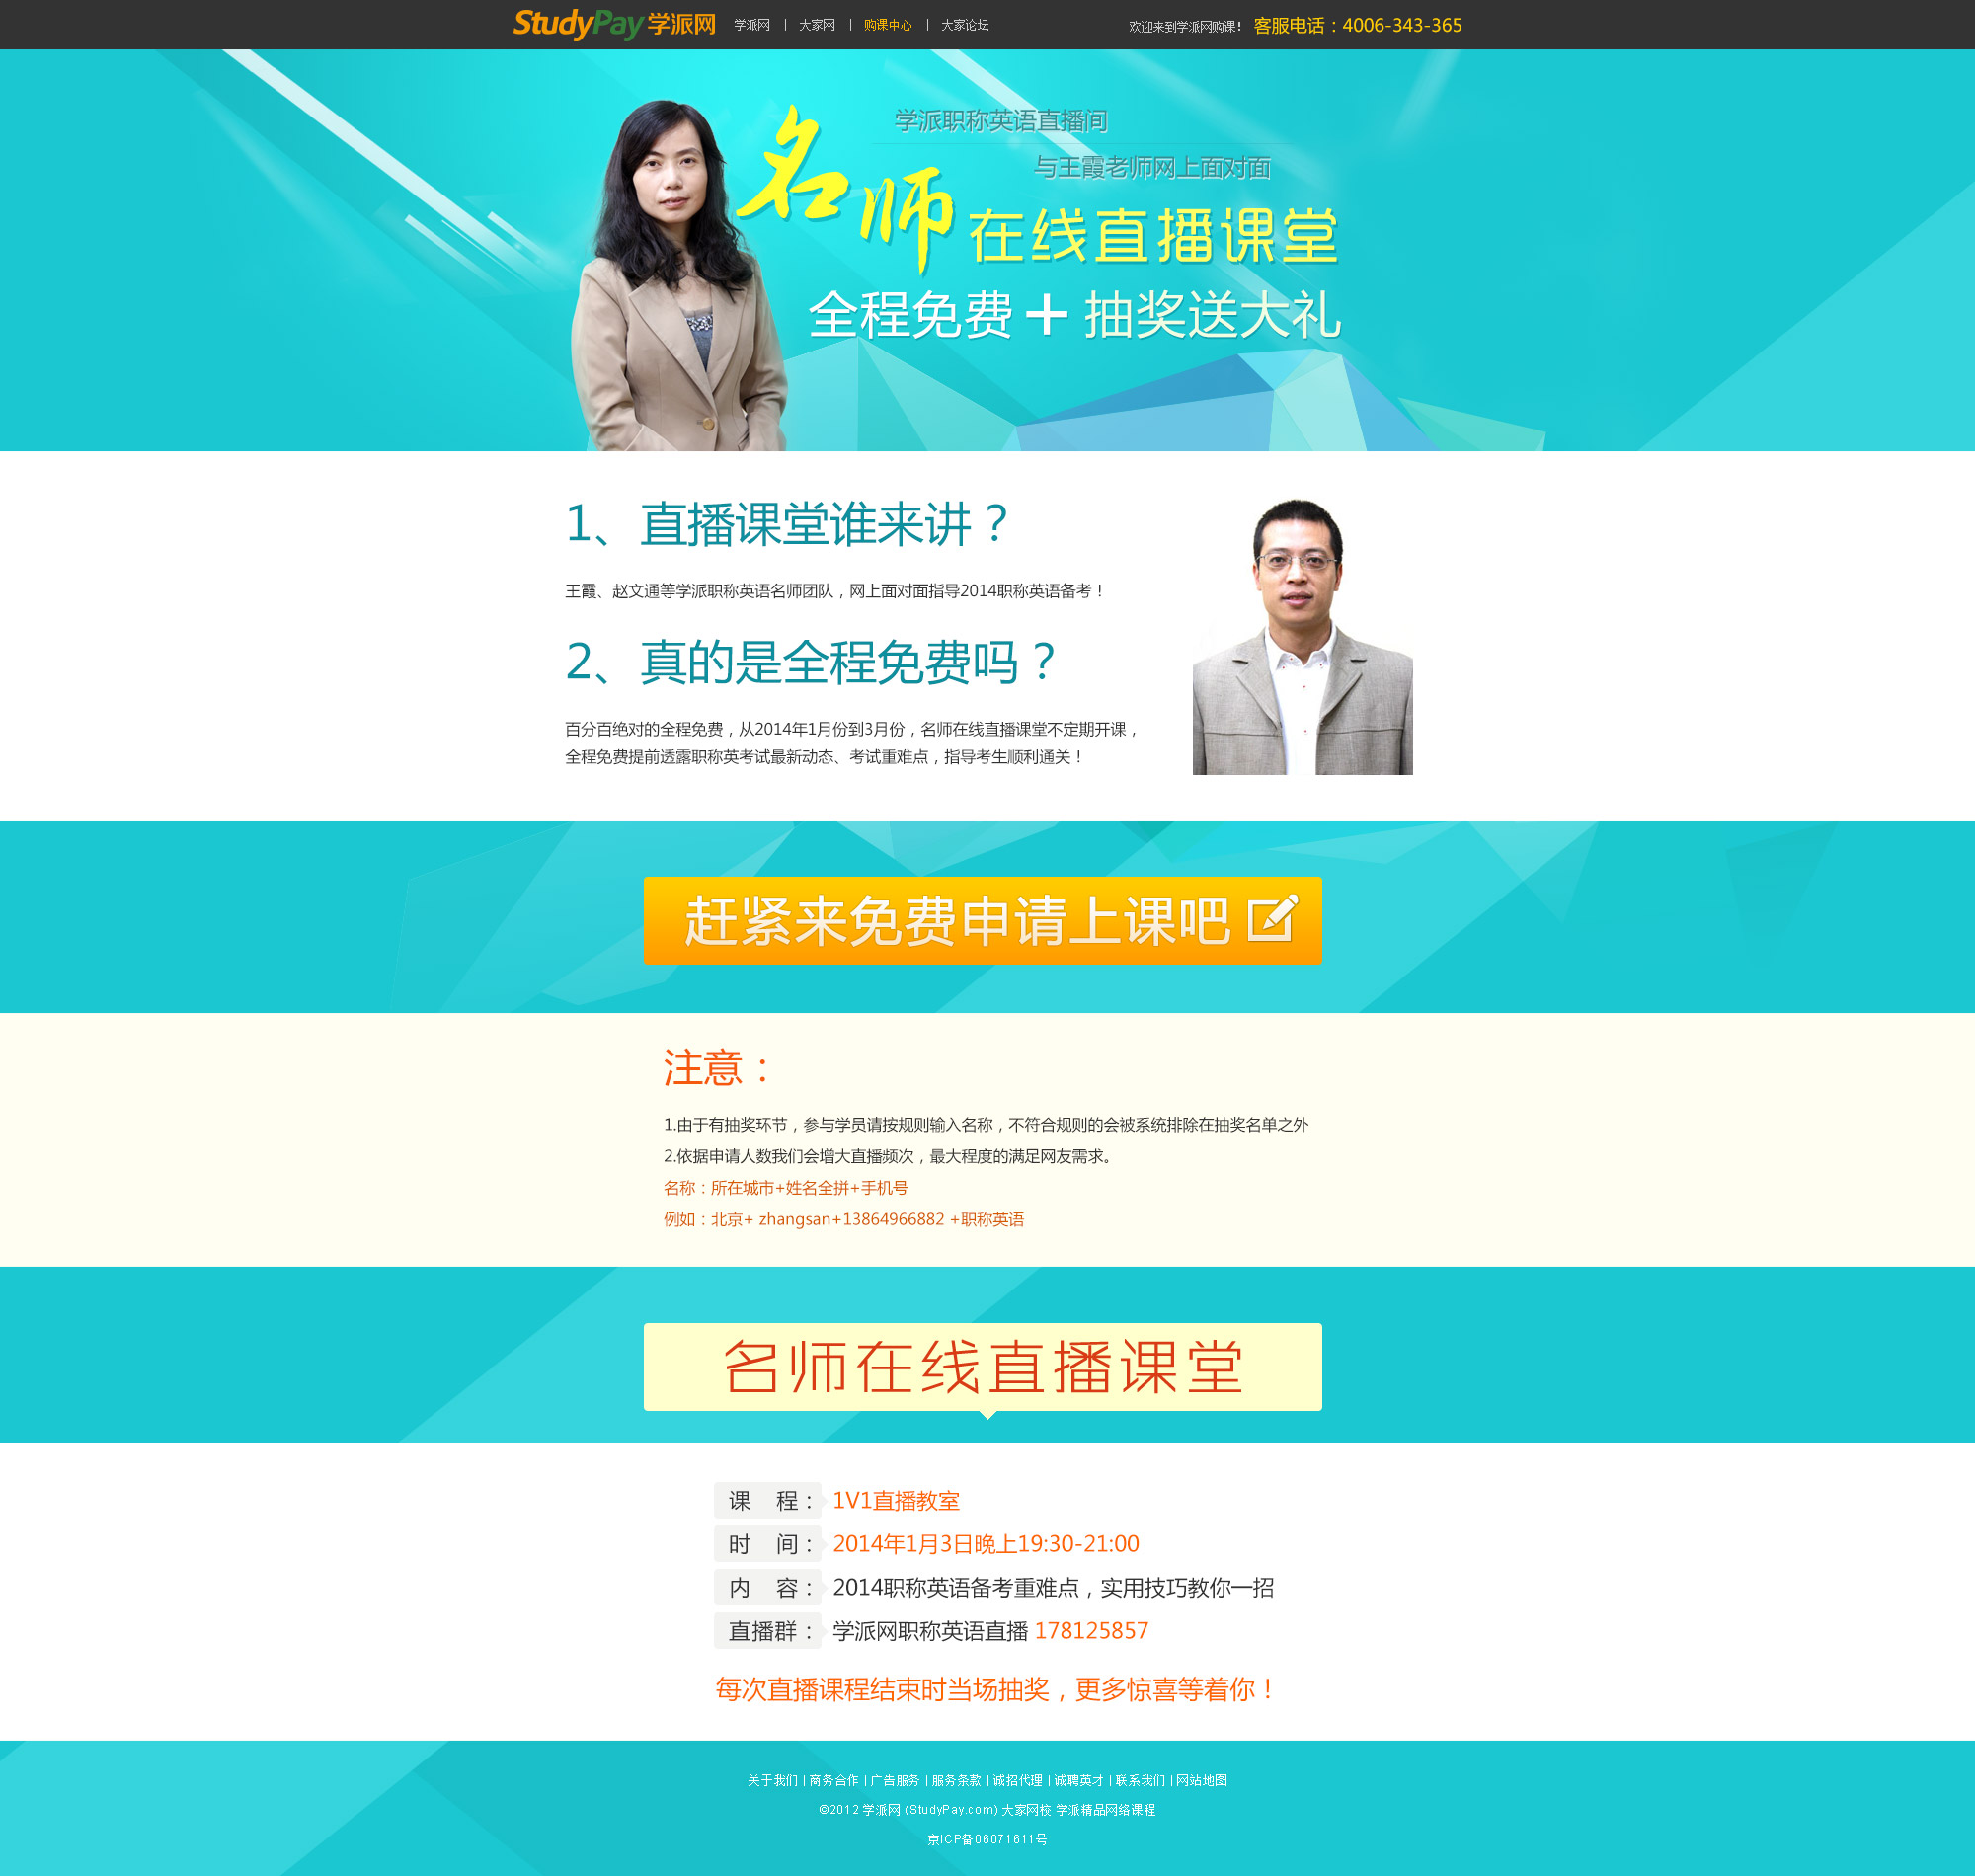 StudyPay学派网
学派网 | 大家网 | 购课中心 | 大家论坛
欢迎来到学派网购课！ 客服电话：4006-343-365
学派职称英语直播间
与王霞老师网上面对面
名师在线直播课堂
全程免费+抽奖送大礼
1、直播课堂谁来讲？
王霞、赵文通等学派职称英语名师团队，网上面对面指导2014职称英语备考！
2、真的是全程免费吗？
百分百绝对的全程免费，从2014年1月份到3月份，名师在线直播课堂不定期开课，
全程免费提前透露职称英考试最新动态、考试重难点，指导考生顺利通关！
赶紧来免费申请上课吧
注意：
1.由于有抽奖环节，参与学员请按规则输入名称，不符合规则的会被系统排除在抽奖名单之外
2.依据申请人数我们会增大直播频次，最大程度的满足网友需求。
名称：所在城市+姓名全拼+手机号
例如：北京+ zhangsan+13864966882 +职称英语
名师在线直播课堂
课 程：1V1直播教室
时 间：2014年1月3日晚上19:30-21:00
内 容：2014职称英语备考重难点，实用技巧教你一招
直播群：学派网职称英语直播 178125857
每次直播课程结束时当场抽奖，更多惊喜等着你！
关于我们 | 商务合作 | 广告服务 | 服务条款 | 诚招代理 | 诚聘英才 | 联系我们 | 网站地图
©2012 学派网 (StudyPay.com) 大家网校 学派精品网络课程
京ICP备06071611号